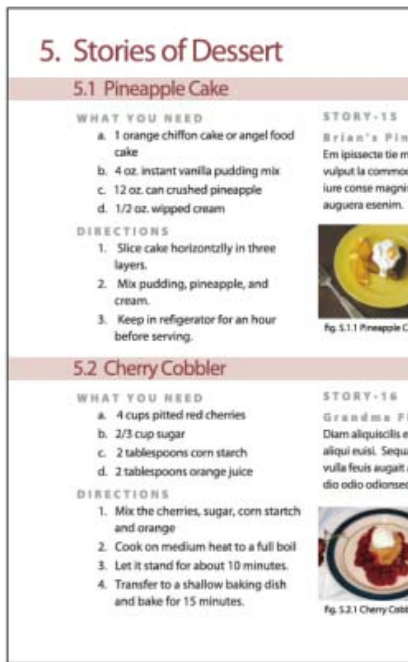 5. Stories of Dessert
5.1 Pineapple Cake
WHAT YOU NEED
a. 1 orange chiffon cake or angel food
cake
b. 4 oz. instant vanilla pudding mix
c. 12 oz. can crushed pineapple
d. 1/2 oz. wipped cream
DIRECTIONS
1. Slice cake horizontzlly in three
layers.
2. Mix pudding, pineapple, and
cream.
3. Keep in refigerator for an hour
before serving.
STORY-15
Brian's
Em ipissecte tie
vulput la
iure conse
auguera esenim.
fig. 5.1.1 Pineapple
5.2 Cherry Cobbler
WHAT YOU NEED
a. 4 cups pitted red cherries
b. 2/3 cup sugar
c. 2 tablespoons corn starch
d. 2 tablespoons orange juice
DIRECTIONS
1. Mix the cherries, sugar, corn startch
and orange
2. Cook on medium heat to a full boil
3. Let it stand for about 10 minutes.
4. Transfer to a shallow baking dish
and bake for 15 minutes.
STORY-16
Grandma
Diam aliquiscilis
aliqui euisi.
vulla feuis augait
dio odio
fig. 5.2.1 Cherry